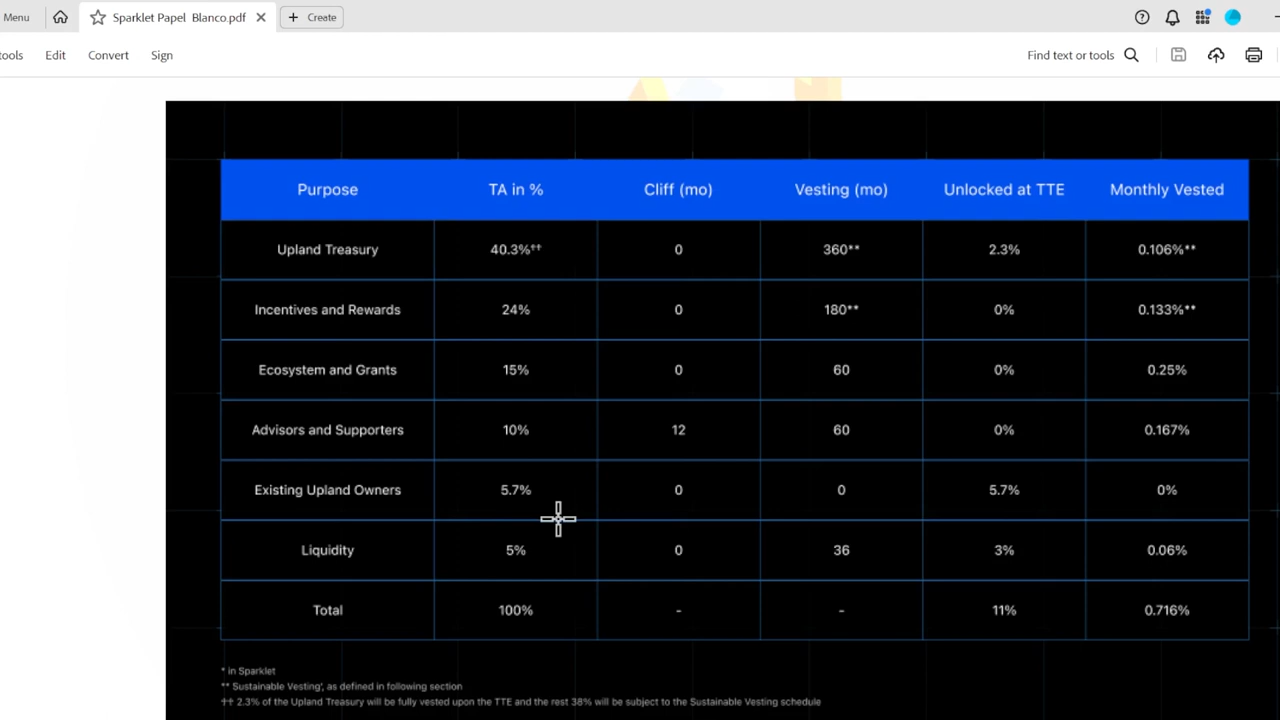 Menu Sparklet Papel Blanco.pdf Create
ools Edit Convert Sign Find text or tools
Purpose TA in % Cliff (mo) Vesting (mo) Unlocked at TTE Monthly Vested
Upland Treasury 40.3%†† 0 360** 2.3% 0.106%**
Incentives and Rewards 24% 0 180** 0% 0.133%**
Ecosystem and Grants 15% 0 60 0% 0.25%
Advisors and Supporters 10% 12 60 0% 0.167%
Existing Upland Owners 5.7% 0 0 5.7% 0%
Liquidity 5% 0 36 3% 0.06%
Total 100% - - 11% 0.716%
* in Sparklet
** Sustainable Vesting', as defined in following section
†† 2.3% of the Upland Treasury will be fully vested upon the TTE and the rest 38% will be subject to the Sustainable Vesting schedule